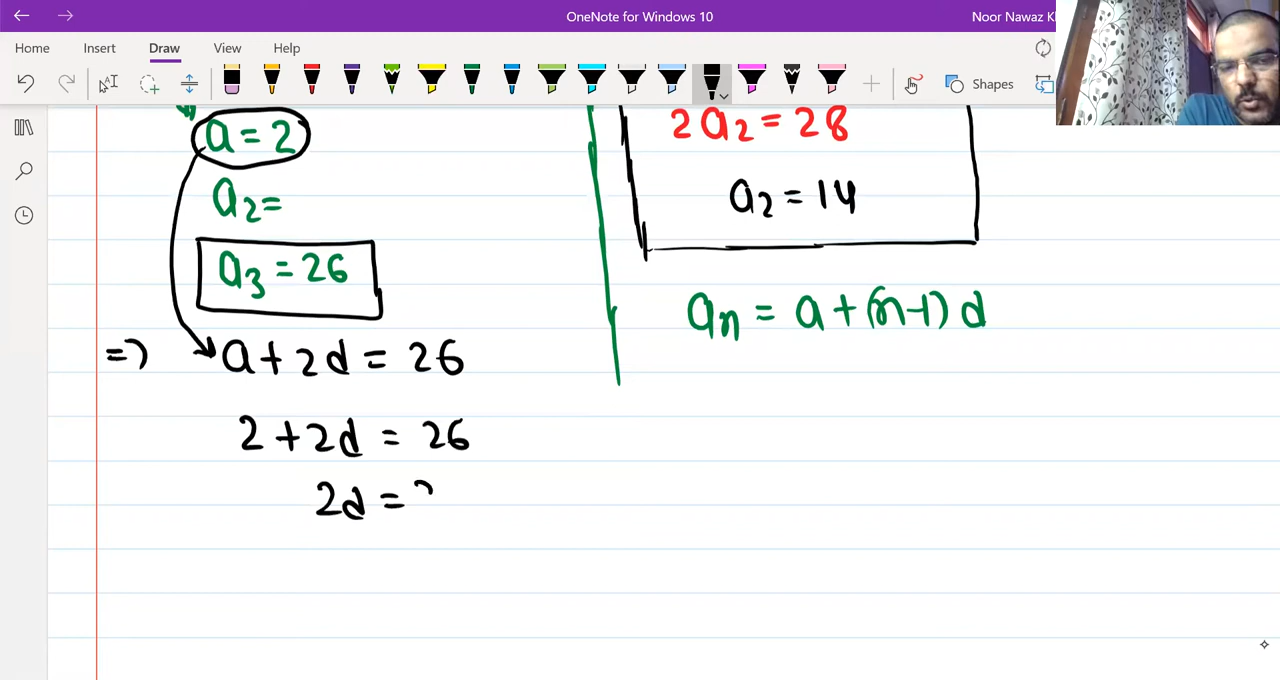 OneNote for Windows 10
Noor Nawaz
Home Insert Draw View Help
Shapes
a = 2
a2 =
a3 = 26
=) a + 2d = 26
2 + 2d = 26
2d =
2a2 = 28
a2 = 14
an = a + (n-1) d